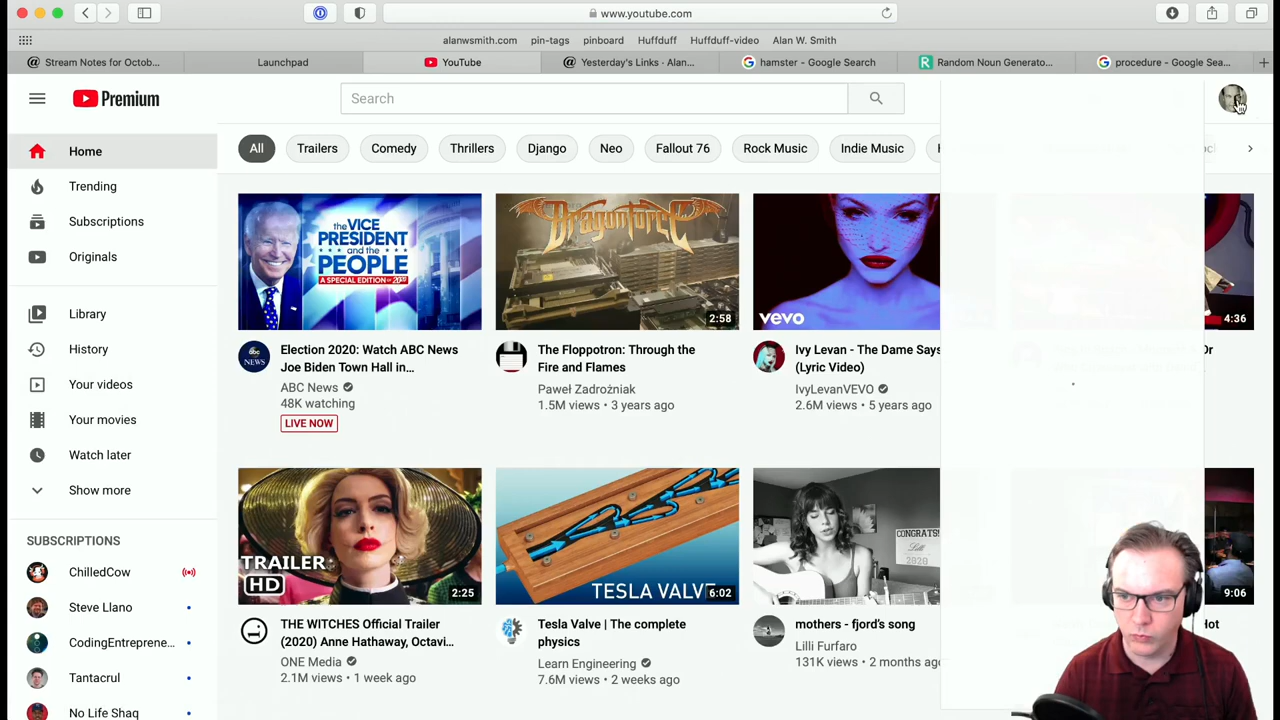 www.youtube.com
alanwsmith.com pin-tags pinboard Huffduff Huffduff-video Alan W. Smith
Stream Notes for Octob... Launchpad YouTube Yesterday's Links · Alan... hamster - Google Search Random Noun Generato... procedure - Google Sea...
Premium
Search
Home
Trending
Subscriptions
Originals
Library
History
Your videos
Your movies
Watch later
Show more
SUBSCRIPTIONS
ChilledCow
Steve Llano
CodingEntreprene...
Tantacrul
No Life Shaq
All Trailers Comedy Thrillers Django Neo Fallout 76 Rock Music Indie Music
the VICE
PRESIDENT
and the
PEOPLE
A SPECIAL EDITION OF 20/20
Election 2020: Watch ABC News
Joe Biden Town Hall in...
ABC News
48K watching
LIVE NOW
DragonForce
2:58
The Floppotron: Through the
Fire and Flames
Paweł Zadrożniak
1.5M views • 3 years ago
vevo
Ivy Levan - The Dame Says
(Lyric Video)
IvyLevanVEVO
2.6M views • 5 years ago
4:36
Or
TRAILER
HD
2:25
THE WITCHES Official Trailer
(2020) Anne Hathaway, Octavi...
ONE Media
2.1M views • 1 week ago
TESLA VALVE
6:02
Tesla Valve | The complete
physics
Learn Engineering
7.6M views • 2 weeks ago
CONGRATS!
Lilli
2020
mothers - fjord's song
Lilli Furfaro
131K views • 2 months ago
9:06
Hot